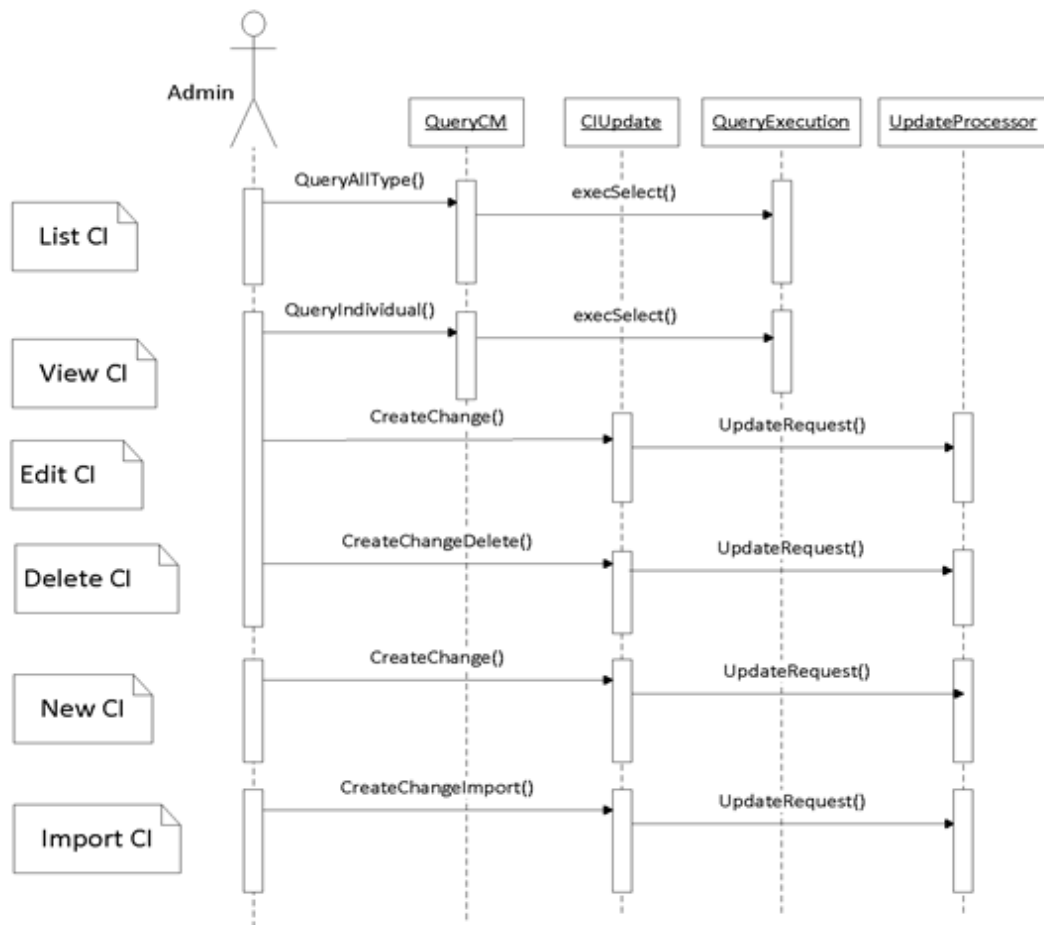 Admin
QueryCM
CIUpdate
QueryExecution
UpdateProcessor
QueryAllType()
execSelect()
List CI
QueryIndividual()
execSelect()
View CI
CreateChange()
UpdateRequest()
Edit CI
CreateChangeDelete()
UpdateRequest()
Delete CI
CreateChange()
UpdateRequest()
New CI
CreateChangeImport()
UpdateRequest()
Import CI